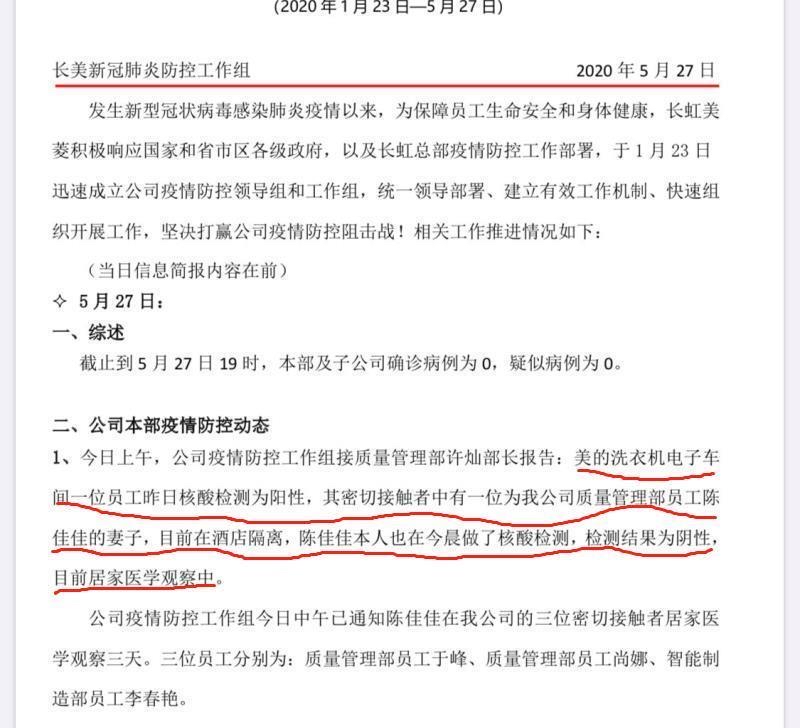 （2020 年 1 月 23 日—5 月 27 日）
长美新冠肺炎防控工作组 2020 年 5 月 27 日
发生新型冠状病毒感染肺炎疫情以来，为保障员工生命安全和身体健康，长虹美
菱积极响应国家和省市区各级政府，以及长虹总部疫情防控工作部署，于 1 月 23 日
迅速成立公司疫情防控领导组和工作组，统一领导部署、建立有效工作机制、快速组
织开展工作，坚决打赢公司疫情防控阻击战！相关工作推进情况如下：
（当日信息简报内容在前）
✧ 5 月 27 日：
一、综述
截止到 5 月 27 日 19 时，本部及子公司确诊病例为 0，疑似病例为 0。
二、公司本部疫情防控动态
1、今日上午，公司疫情防控工作组接质量管理部许灿部长报告：美的洗衣机电子车
间一位员工昨日核酸检测为阳性，其密切接触者中有一位为我公司质量管理部员工陈
佳佳的妻子，目前在酒店隔离，陈佳佳本人也在今晨做了核酸检测，检测结果为阴性，
目前居家医学观察中。
公司疫情防控工作组今日中午已通知陈佳佳在我公司的三位密切接触者居家医
学观察三天。三位员工分别为：质量管理部员工于峰、质量管理部员工尚娜、智能制
造部员工李春艳。